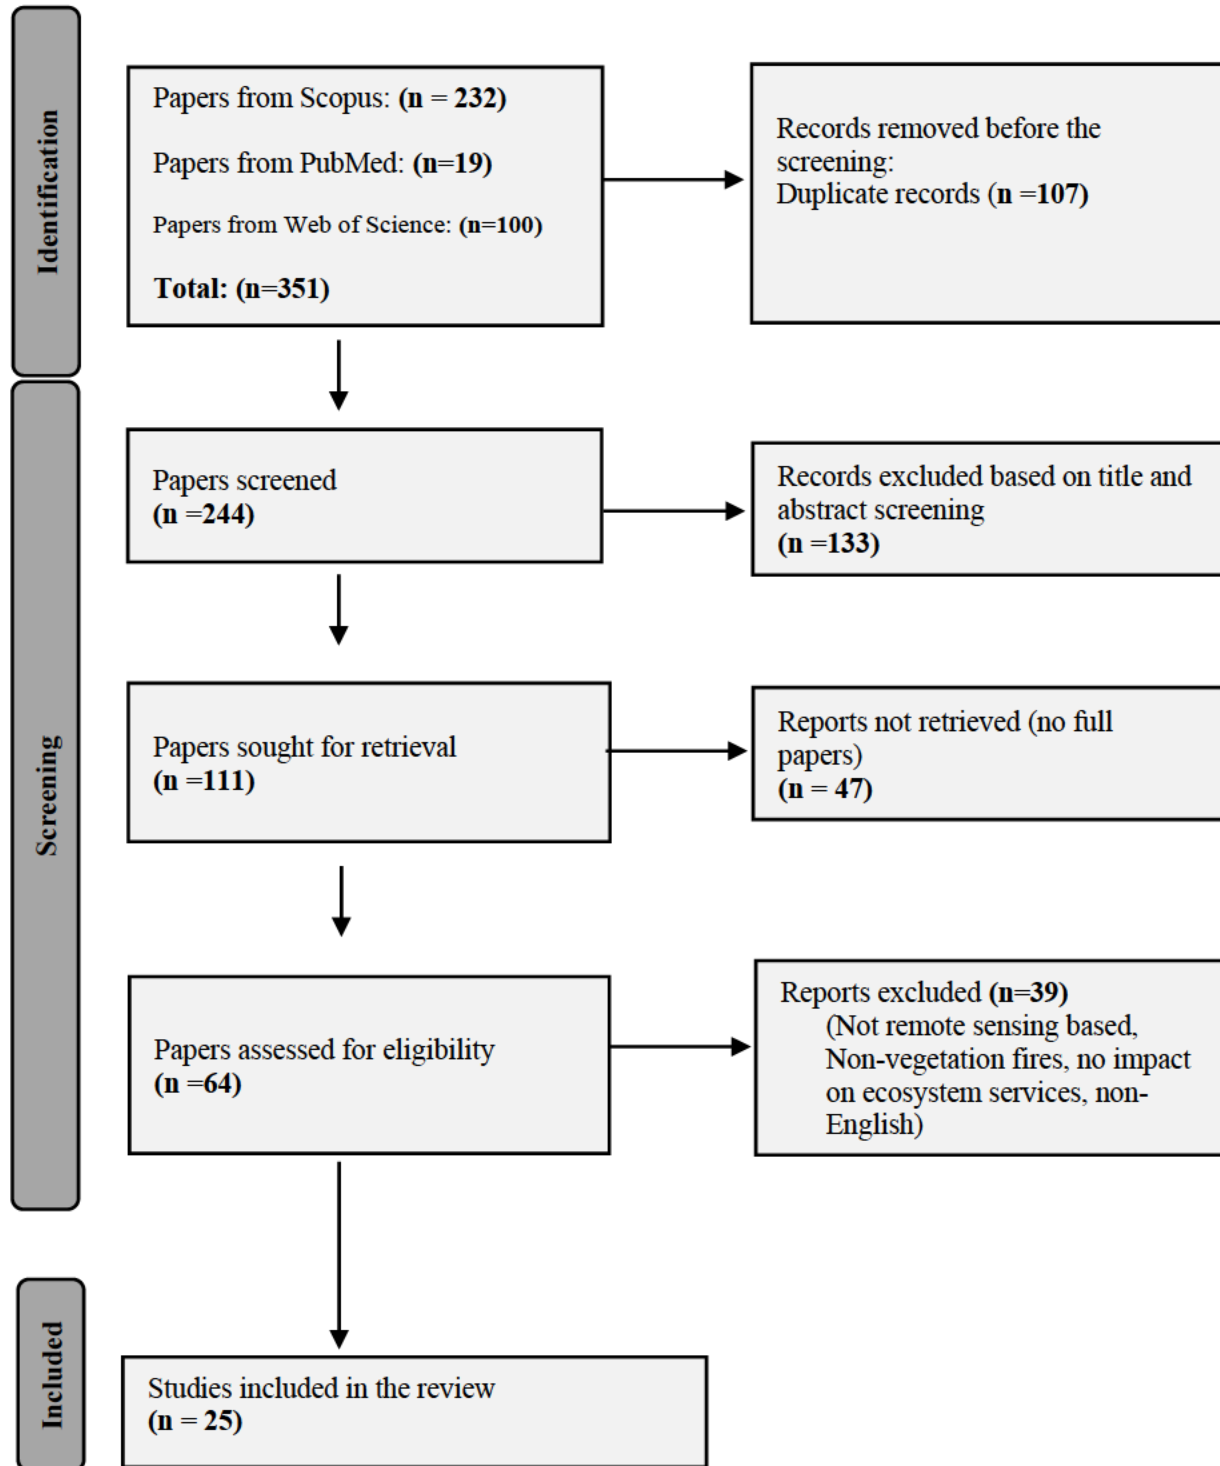 Identification
Papers from Scopus: (n = 232)
Papers from PubMed: (n=19)
Papers from Web of Science: (n=100)
Total: (n=351)
Records removed before the
screening:
Duplicate records (n =107)
Screening
Papers screened
(n =244)
Records excluded based on title and
abstract screening
(n =133)
Papers sought for retrieval
(n =111)
Reports not retrieved (no full
papers)
(n = 47)
Papers assessed for eligibility
(n =64)
Reports excluded (n=39)
(Not remote sensing based,
Non-vegetation fires, no impact
on ecosystem services, non-
English)
Included
Studies included in the review
(n = 25)